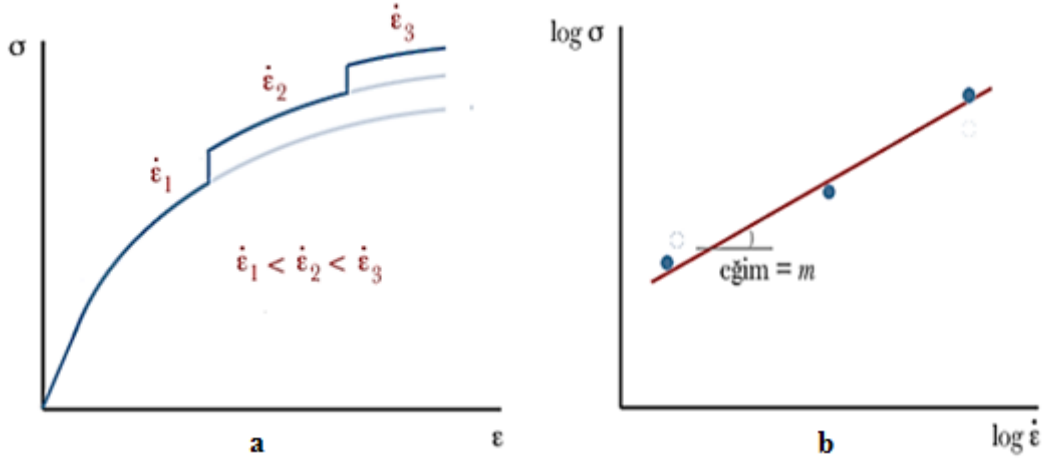 σ
ε̇₃
ε̇₂
ε̇₁
ε̇₁ < ε̇₂ < ε̇₃
ε
a
log σ
eğim = m
log ε̇
b